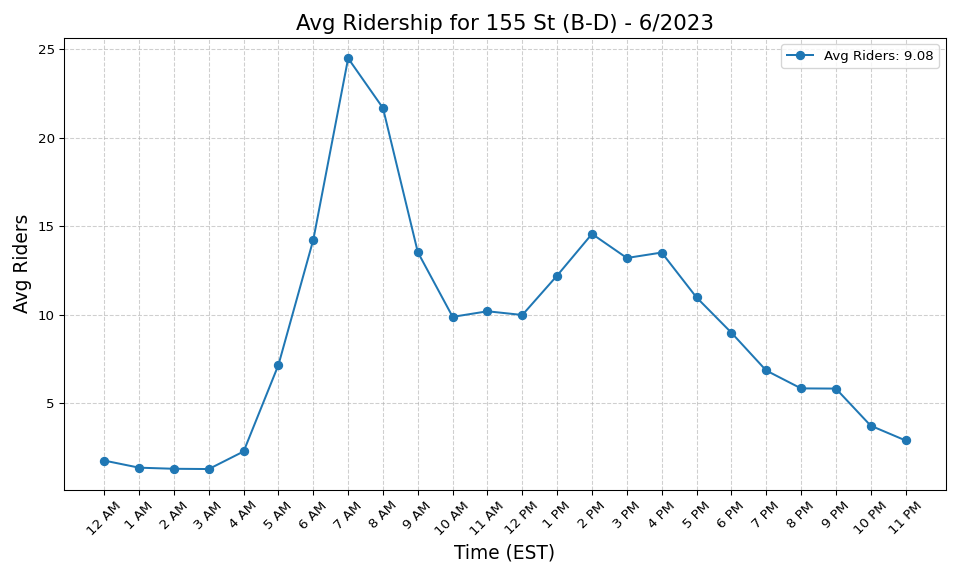 Avg Ridership for 155 St (B-D) - 6/2023
Avg Riders: 9.08
Avg Riders
25
20
15
10
5
12 AM
1 AM
2 AM
3 AM
4 AM
5 AM
6 AM
7 AM
8 AM
9 AM
10 AM
11 AM
12 PM
1 PM
2 PM
3 PM
4 PM
5 PM
6 PM
7 PM
8 PM
9 PM
10 PM
11 PM
Time (EST)